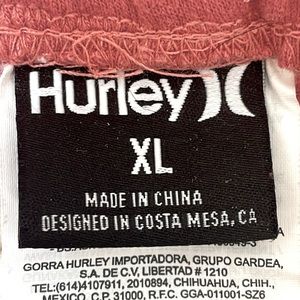 Hurley
XL
MADE IN CHINA
DESIGNED IN COSTA MESA, CA
GORRA HURLEY IMPORTADORA, GRUPO GARDEA,
S.A. DE C.V, LIBERTAD # 1210
TEL:(614)4107911, 2010894, CHIHUAHUA, CHIH.,
MEXICO, C.P. 31000, R.F.C. GGA-011001-SZ6